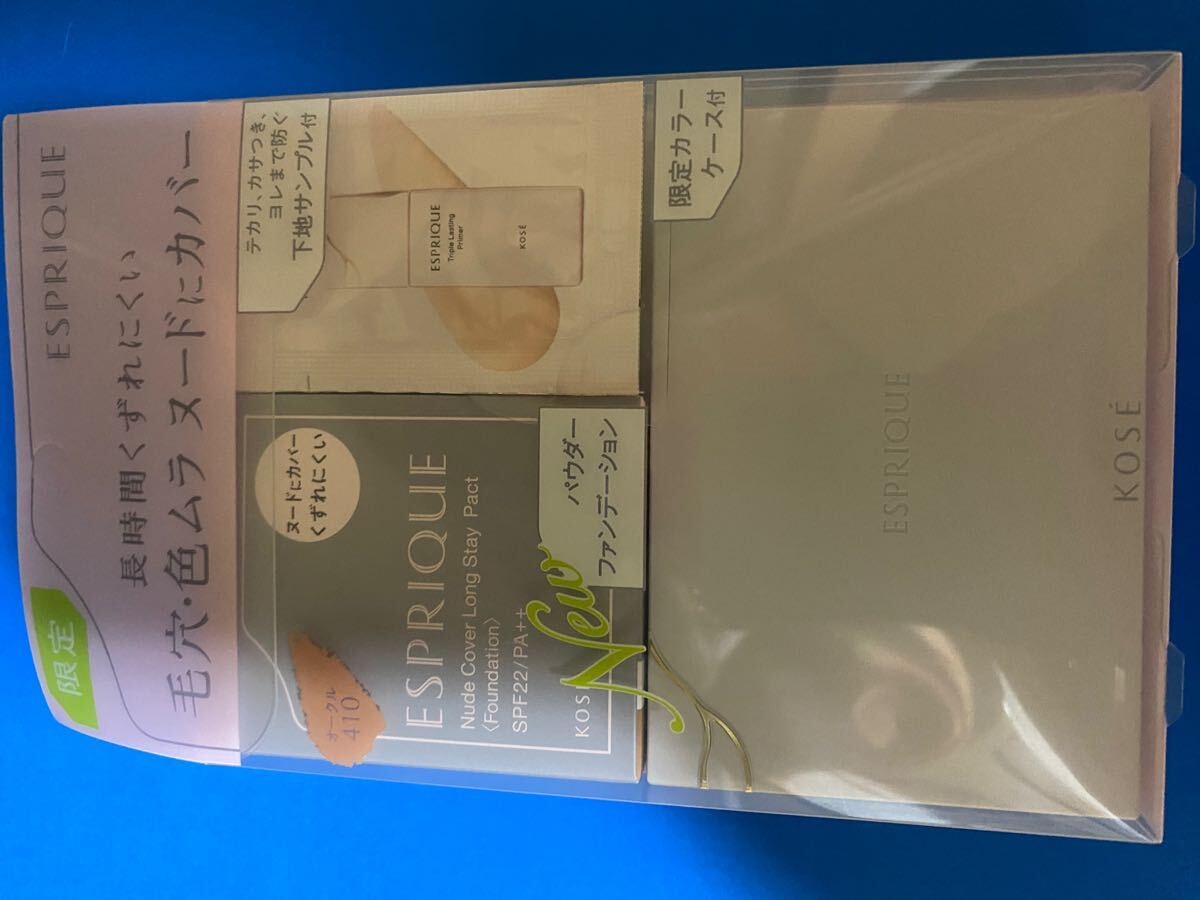 限定
ESPRIQUE
長時間くずれにくい
毛穴・色ムラ ヌードにカバー
テカリ、カサつき、
ヨレまで防ぐ
下地サンプル付
ESPRIQUE
Triple Lasting
Primer
KOSÉ
ヌードにカバー
くずれにくい
オークル
410
ESPRIQUE
Nude Cover Long Stay Pact
〈Foundation〉
SPF22/PA++
KOS
New
パウダー
ファンデーション
限定カラー
ケース付
ESPRIQUE
KOSÉ